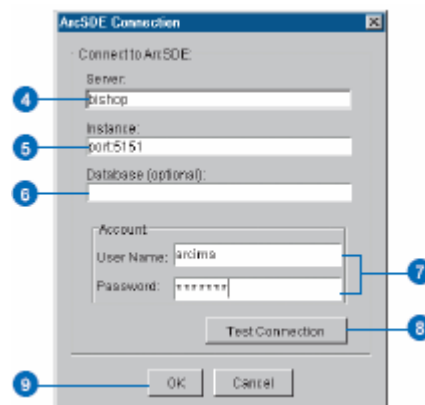 ArcSDE Connection
Connect to ArcSDE:
Server:
4
bishop
Instance:
5
port:5151
Database (optional):
6
Account
User Name: arcims
7
Password: *******
Test Connection
8
9
OK
Cancel